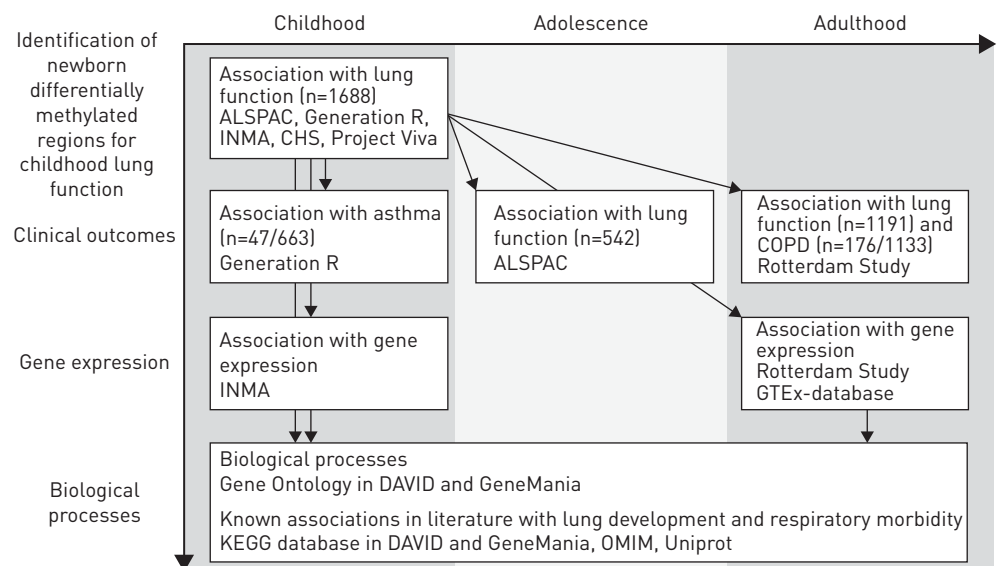 Childhood
Adolescence
Adulthood
Identification of
newborn
differentially
methylated
regions for
childhood lung
function
Association with lung
function (n=1688)
ALSPAC, Generation R,
INMA, CHS, Project Viva
Clinical outcomes
Association with asthma
(n=47/663)
Generation R
Association with lung
function (n=542)
ALSPAC
Association with lung
function (n=1191) and
COPD (n=176/1133)
Rotterdam Study
Gene expression
Association with gene
expression
INMA
Association with gene
expression
Rotterdam Study
GTEx-database
Biological
processes
Biological processes
Gene Ontology in DAVID and GeneMania
Known associations in literature with lung development and respiratory morbidity
KEGG database in DAVID and GeneMania, OMIM, Uniprot